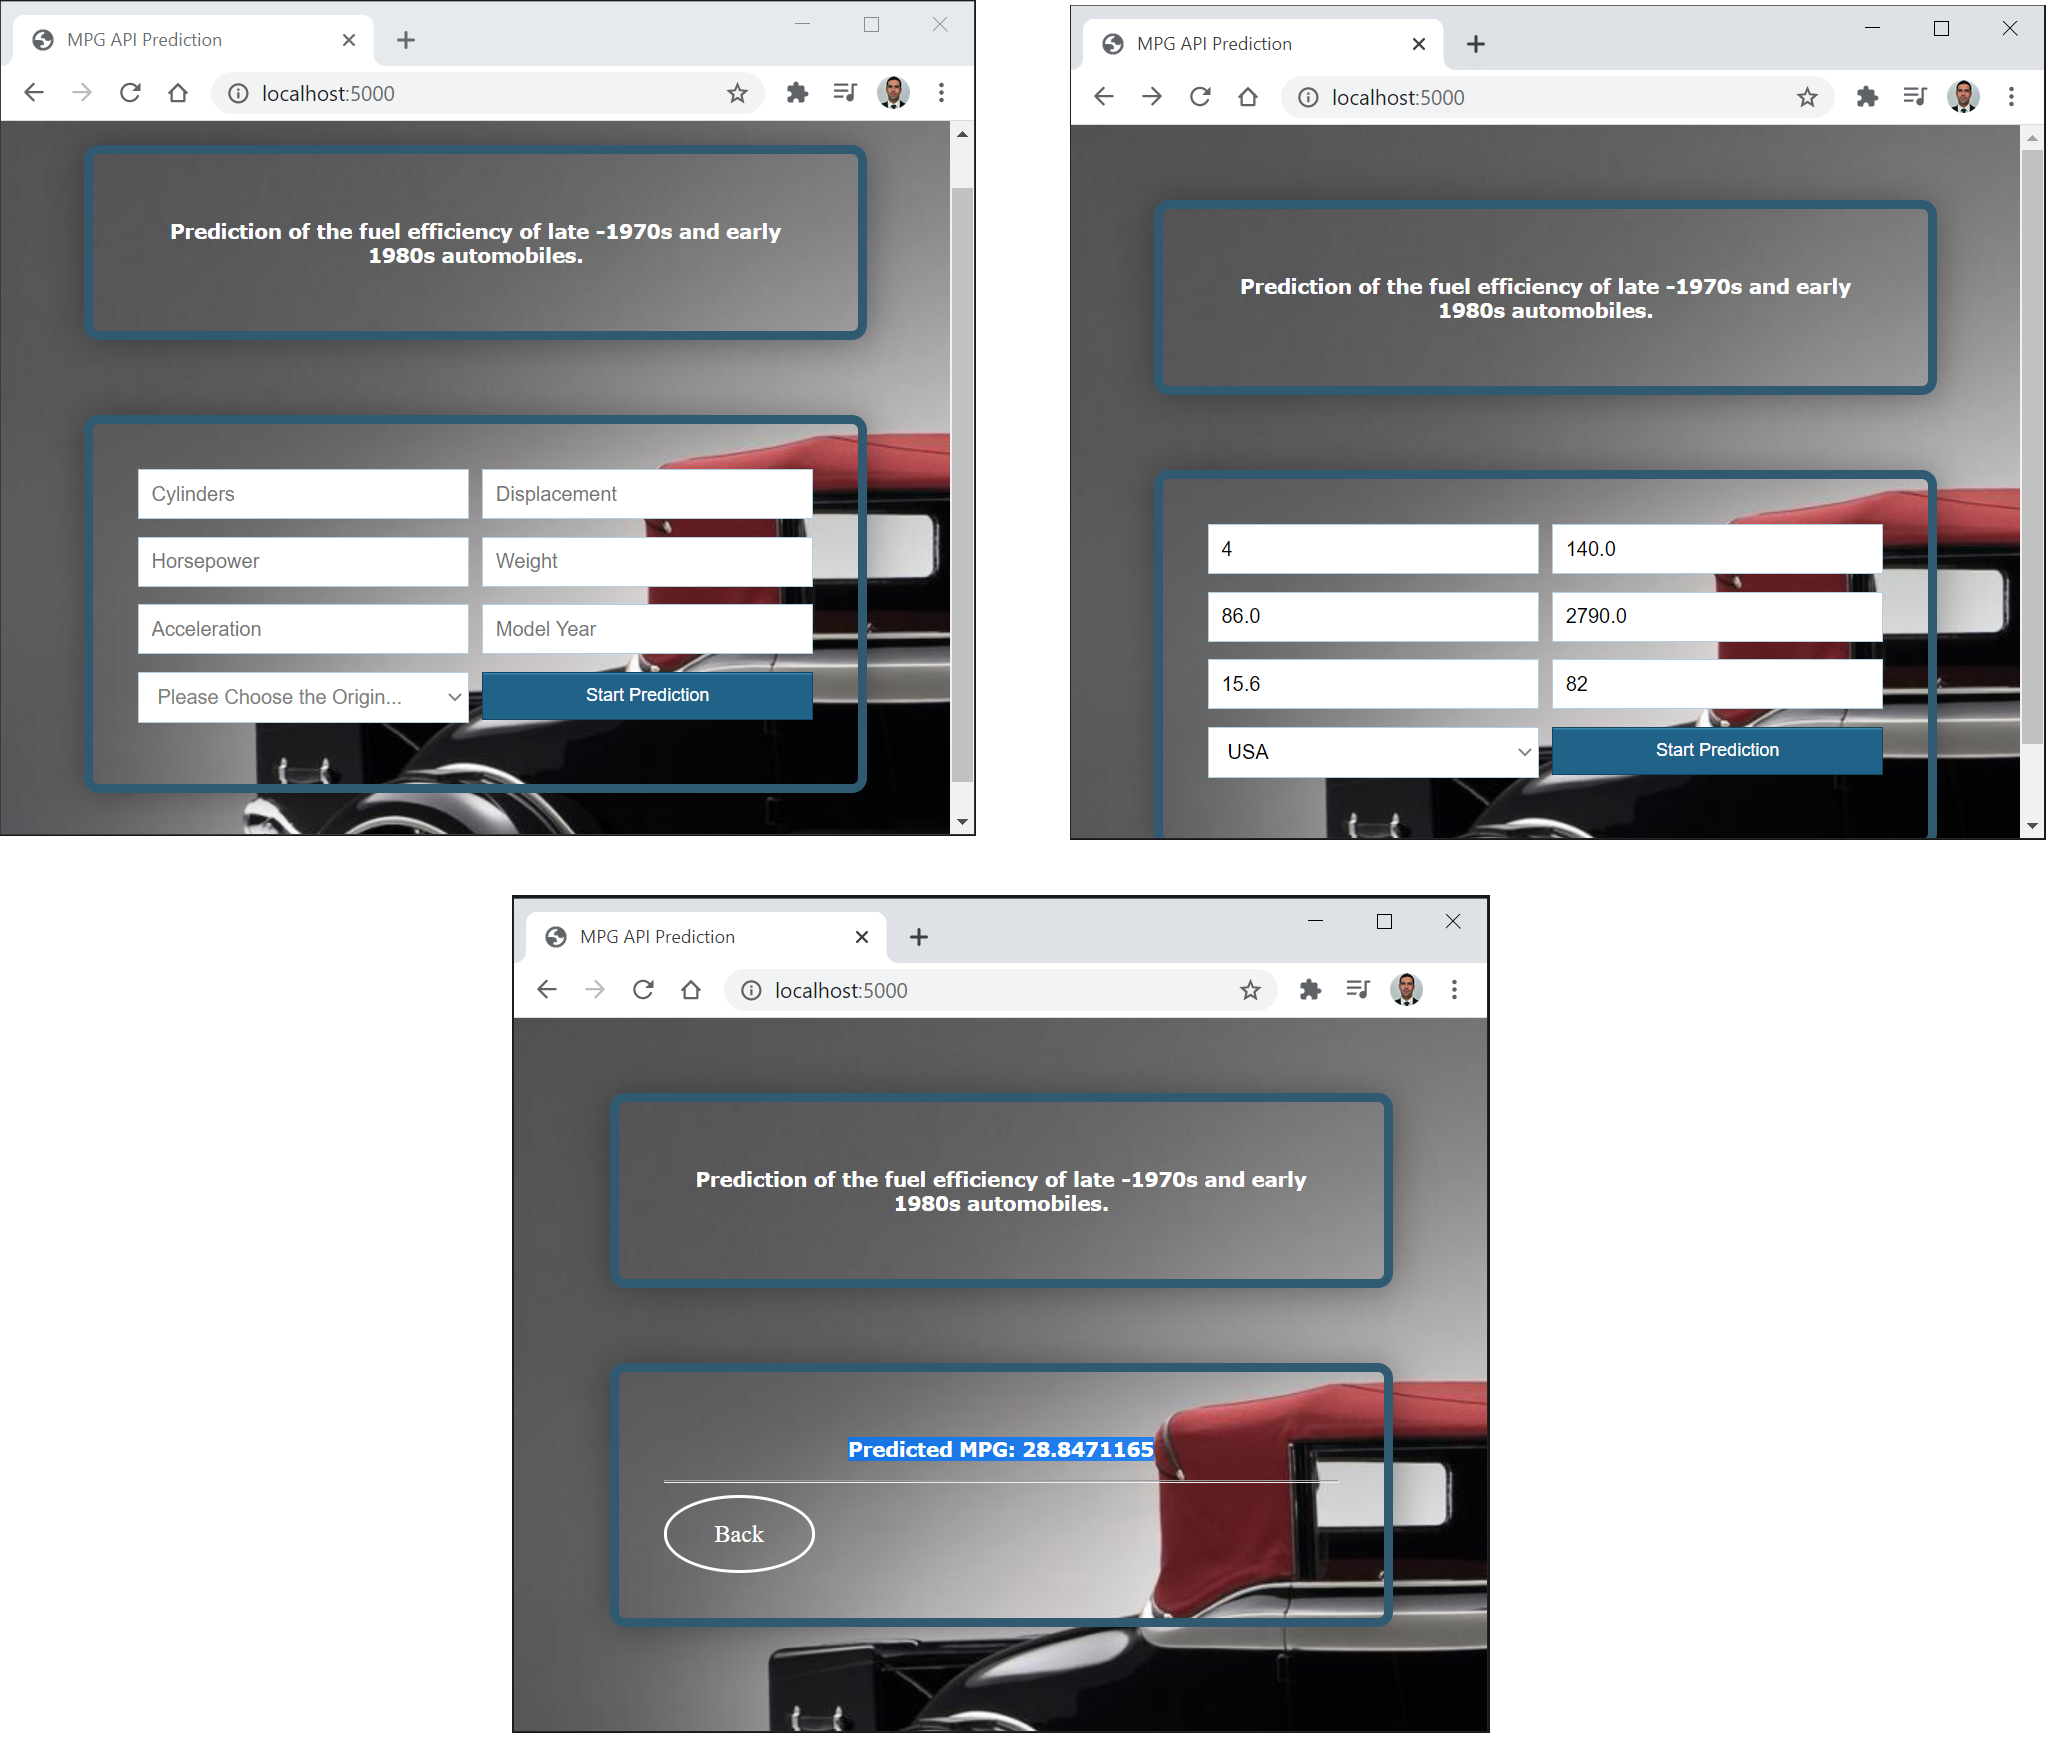 MPG API Prediction
localhost:5000
Prediction of the fuel efficiency of late -1970s and early
1980s automobiles.
Cylinders
Displacement
Horsepower
Weight
Acceleration
Model Year
Please Choose the Origin...
Start Prediction
MPG API Prediction
localhost:5000
Prediction of the fuel efficiency of late -1970s and early
1980s automobiles.
4
140.0
86.0
2790.0
15.6
82
USA
Start Prediction
MPG API Prediction
localhost:5000
Prediction of the fuel efficiency of late -1970s and early
1980s automobiles.
Predicted MPG: 28.8471165
Back